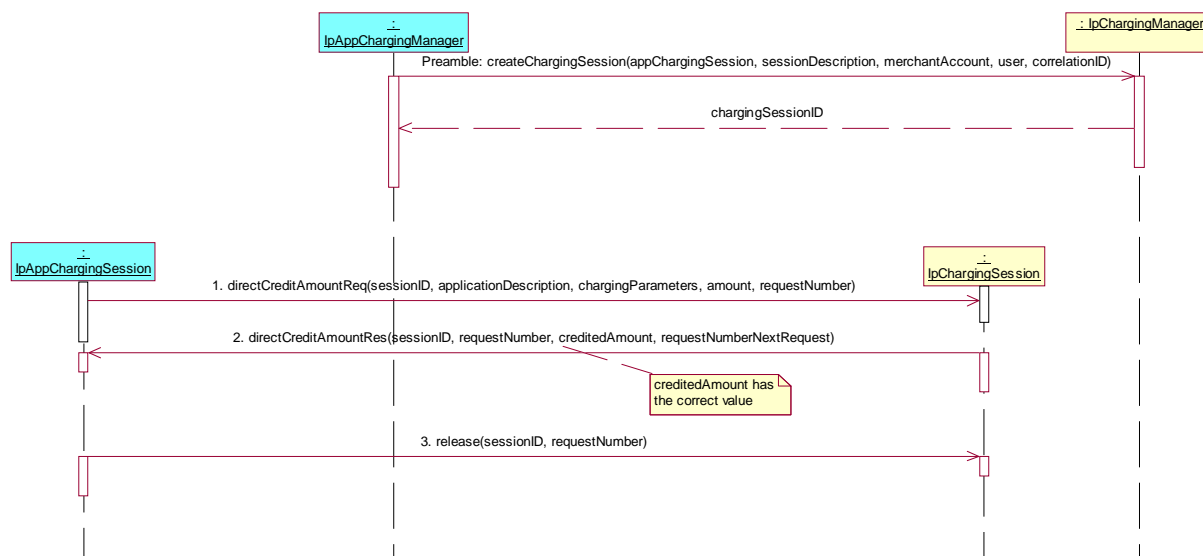 :
IpAppChargingManager
: IpChargingManager
Preamble: createChargingSession(appChargingSession, sessionDescription, merchantAccount, user, correlationID)
chargingSessionID
:
IpAppChargingSession
:
IpChargingSession
1. directCreditAmountReq(sessionID, applicationDescription, chargingParameters, amount, requestNumber)
2. directCreditAmountRes(sessionID, requestNumber, creditedAmount, requestNumberNextRequest)
creditedAmount has
the correct value
3. release(sessionID, requestNumber)